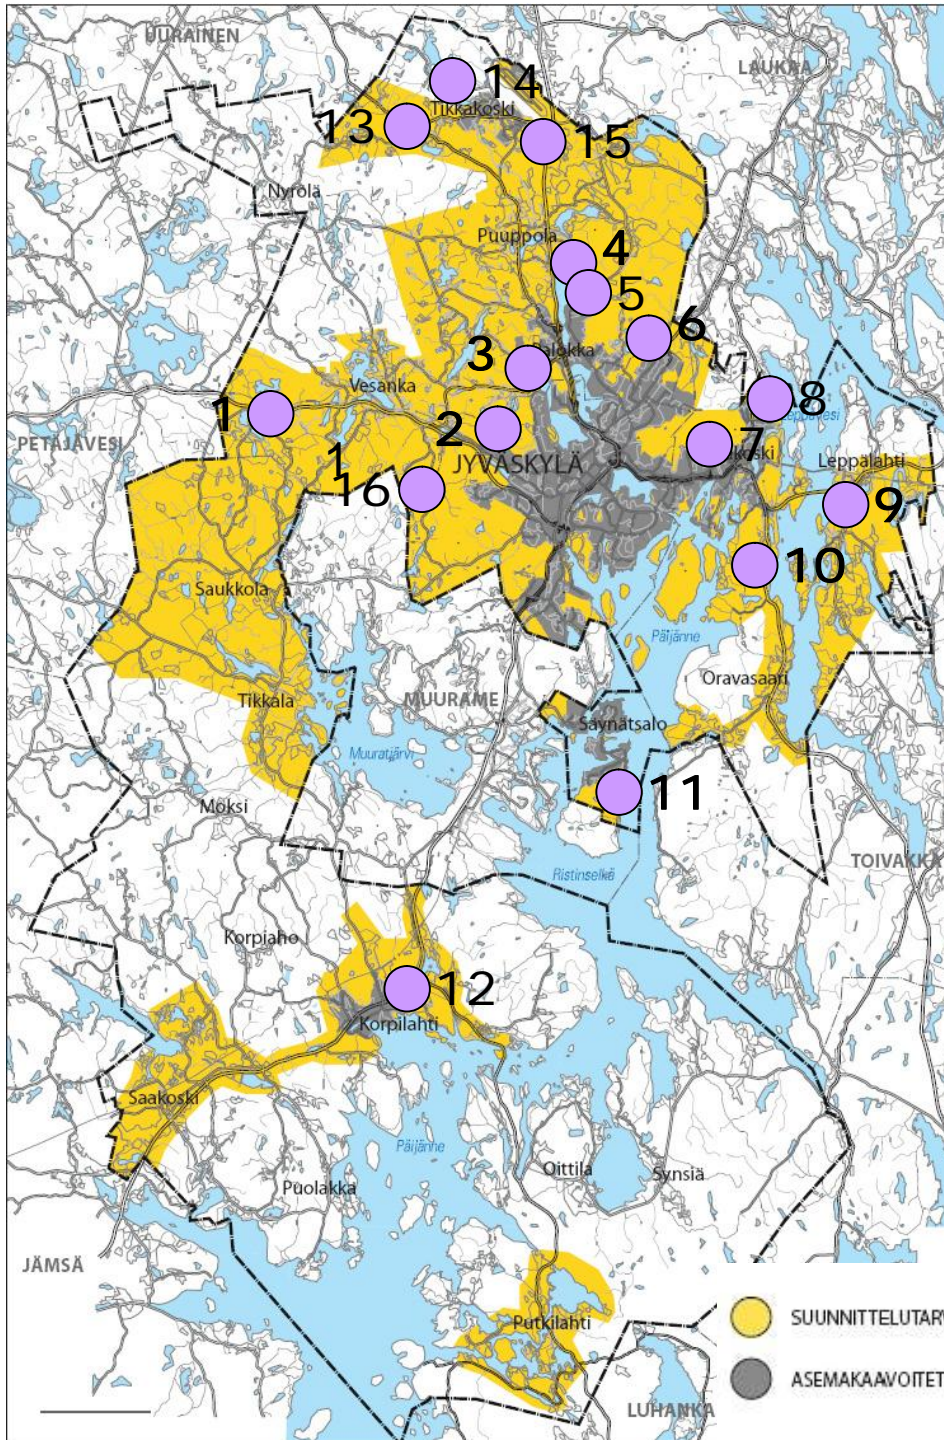 UURAINEN
LAUKAA
14
Tikkakoski
13
15
Nyrölä
Puuppola
4
5
6
3
Palokka
Vesanka
8
Leppävesi
1
PETÄJÄVESI
2
7
1
JYVÄSKYLÄ
Leppälahti
16
9
10
Saukkola
Päijänne
Oravasaari
Tikkala
MUURAME
Säynätsalo
Muuratjärvi
11
Moksi
TOIVAKKA
Ristinselkä
Korpiaho
12
Korpilahti
Saakoski
Päijänne
Oittila
Synsiä
Puolakka
JÄMSÄ
SUUNNITTELUTARV
Putkilahti
ASEMAKAAVOITET
LUHANKA